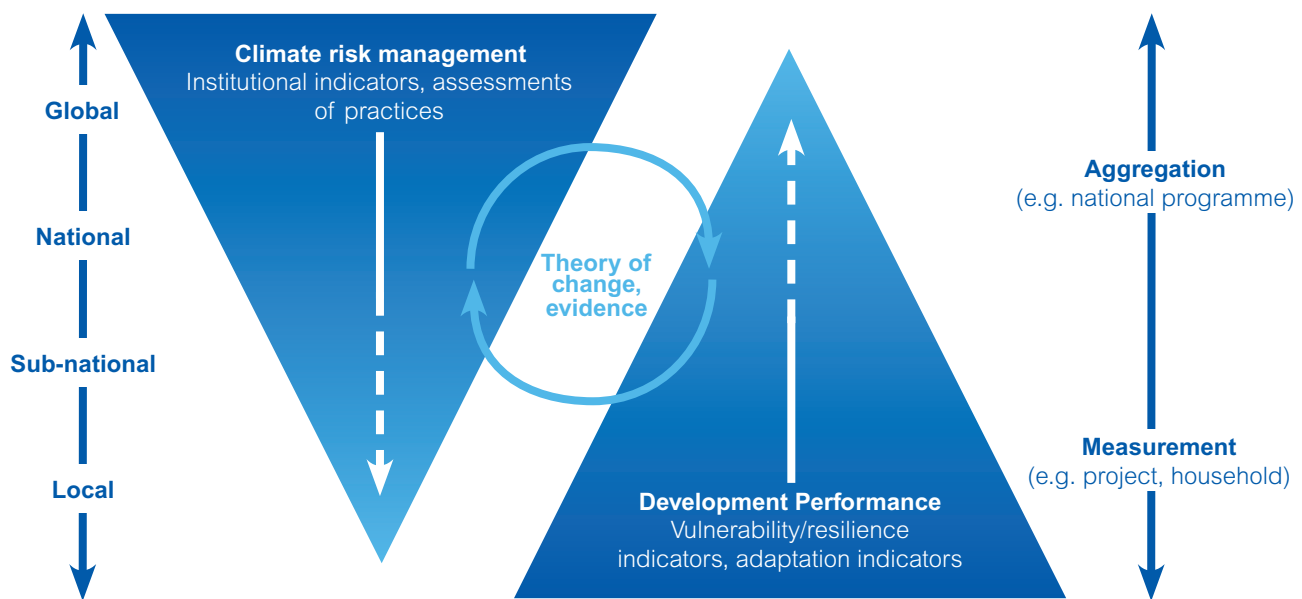 Global
National
Sub-national
Local
Climate risk management
Institutional indicators, assessments
of practices
Theory of
change,
evidence
Development Performance
Vulnerability/resilience
indicators, adaptation indicators
Aggregation
(e.g. national programme)
Measurement
(e.g. project, household)